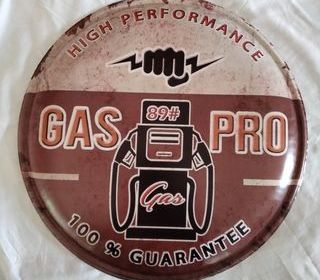 HIGH PERFORMANCE
GAS PRO
89#
Gas
100 % GUARANTEE